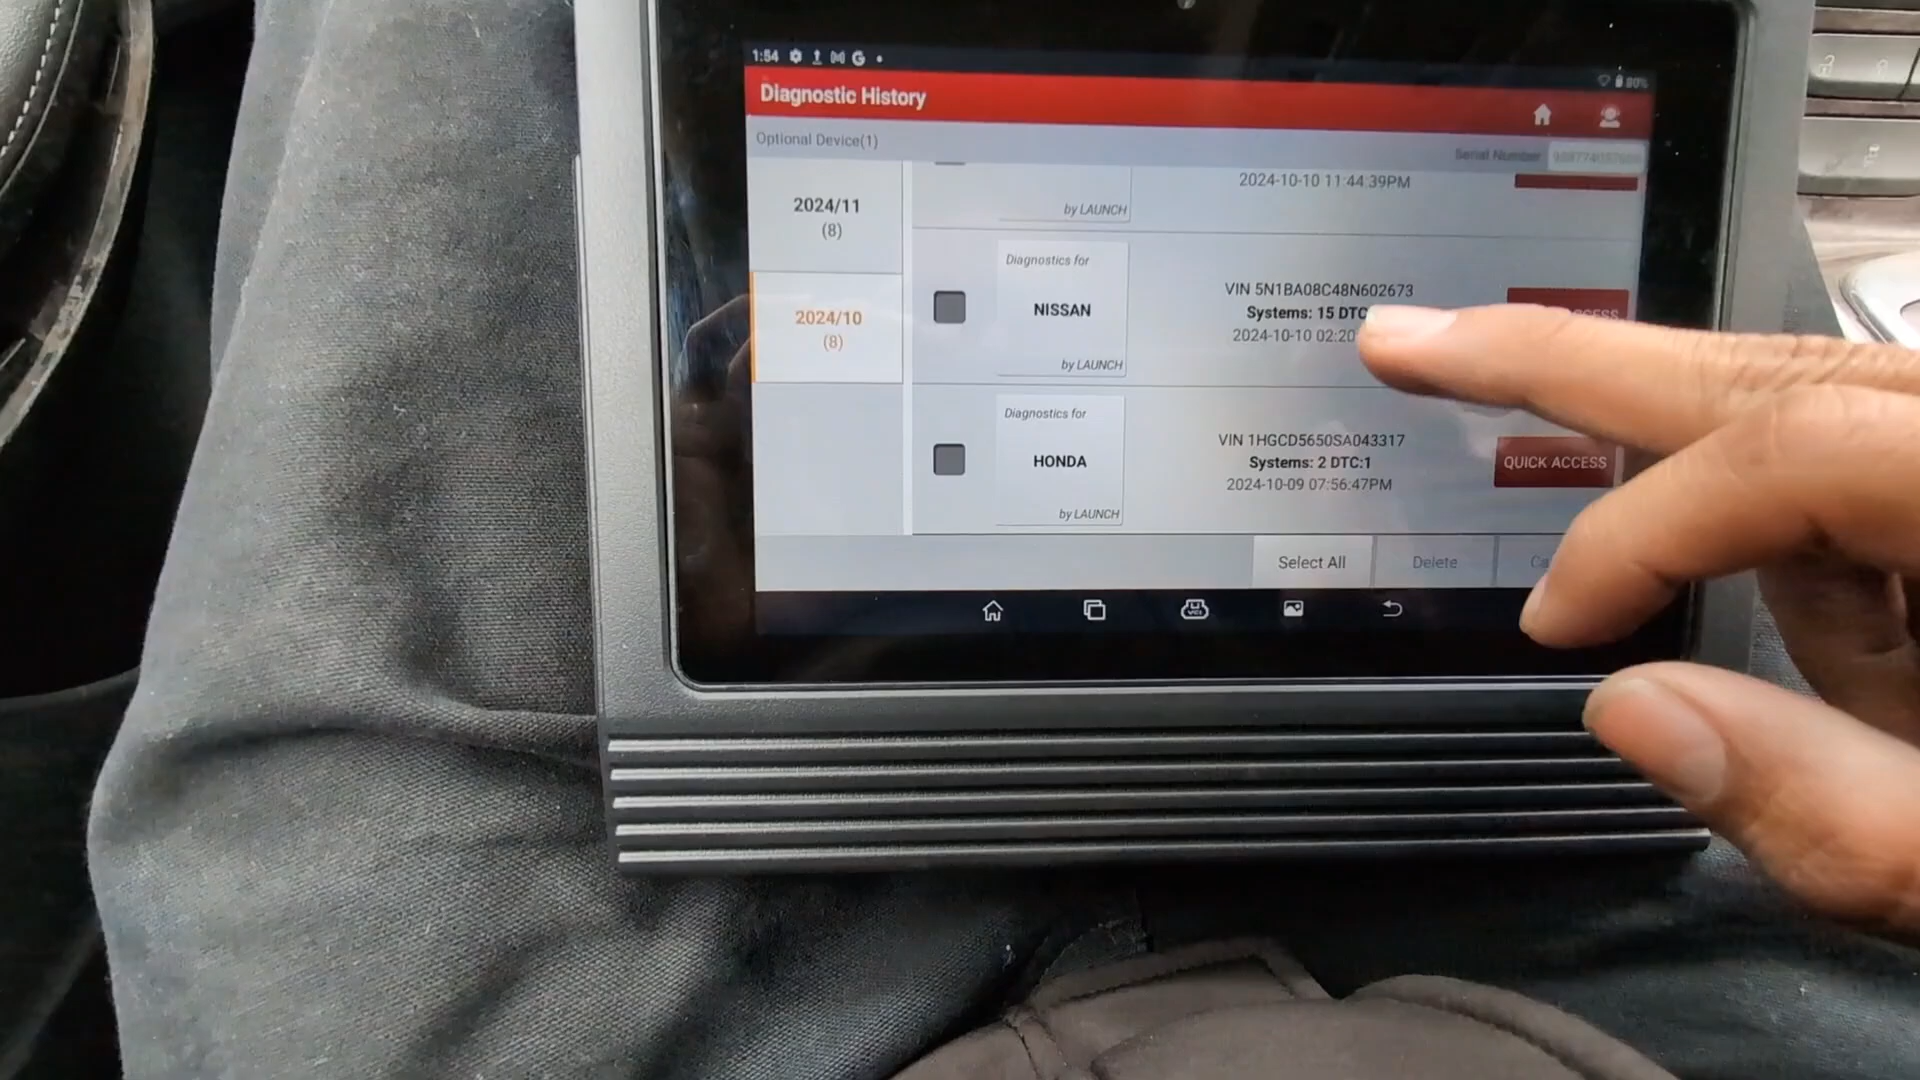 1:54
80%
Diagnostic History
Optional Device(1)
Serial Number
2024/11
(8)
2024/10
(8)
2024-10-10 11:44:39PM
by LAUNCH
Diagnostics for
NISSAN
by LAUNCH
VIN 5N1BA08C48N602673
Systems: 15 DTC
2024-10-10 02:20
Diagnostics for
HONDA
by LAUNCH
VIN 1HGCD5650SA043317
Systems: 2 DTC:1
2024-10-09 07:56:47PM
QUICK ACCESS
Select All
Delete